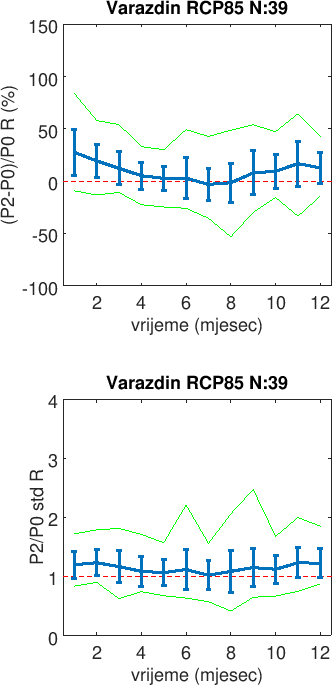 Varazdin RCP85 N:39
(P2-P0)/P0 R (%)
150
100
50
0
-50
-100
2 4 6 8 10 12
vrijeme (mjesec)
Varazdin RCP85 N:39
P2/P0 std R
4
3
2
1
0
2 4 6 8 10 12
vrijeme (mjesec)